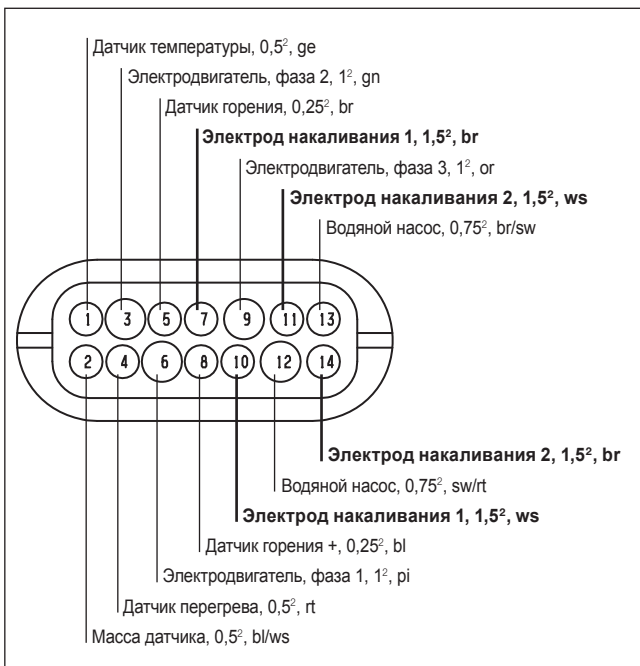 Датчик температуры, 0,5², ge
Электродвигатель, фаза 2, 1², gn
Датчик горения, 0,25², br
Электрод накаливания 1, 1,5², br
Электродвигатель, фаза 3, 1², or
Электрод накаливания 2, 1,5², ws
Водяной насос, 0,75², br/sw
1 3 5 7 9 11 13
2 4 6 8 10 12 14
Электрод накаливания 2, 1,5², br
Водяной насос, 0,75², sw/rt
Электрод накаливания 1, 1,5², ws
Датчик горения +, 0,25², bl
Электродвигатель, фаза 1, 1², pi
Датчик перегрева, 0,5², rt
Масса датчика, 0,5², bl/ws